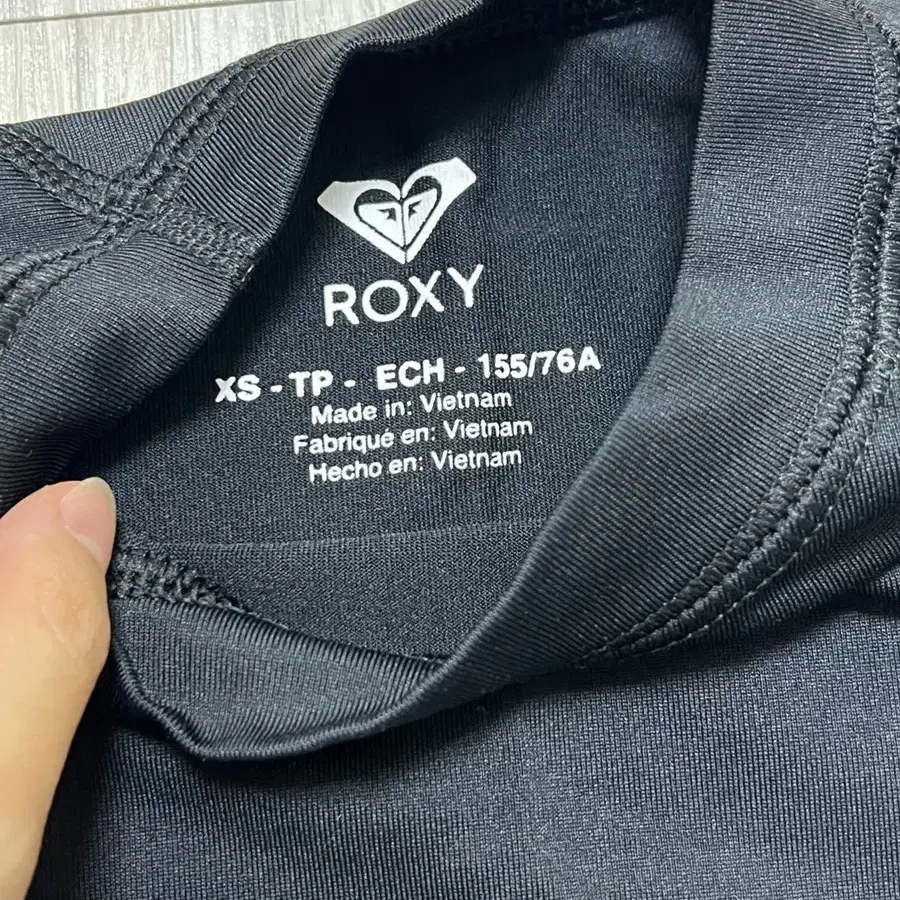 ROXY
XS - TP - ECH - 155/76A
Made in: Vietnam
Fabriqué en: Vietnam
Hecho en: Vietnam